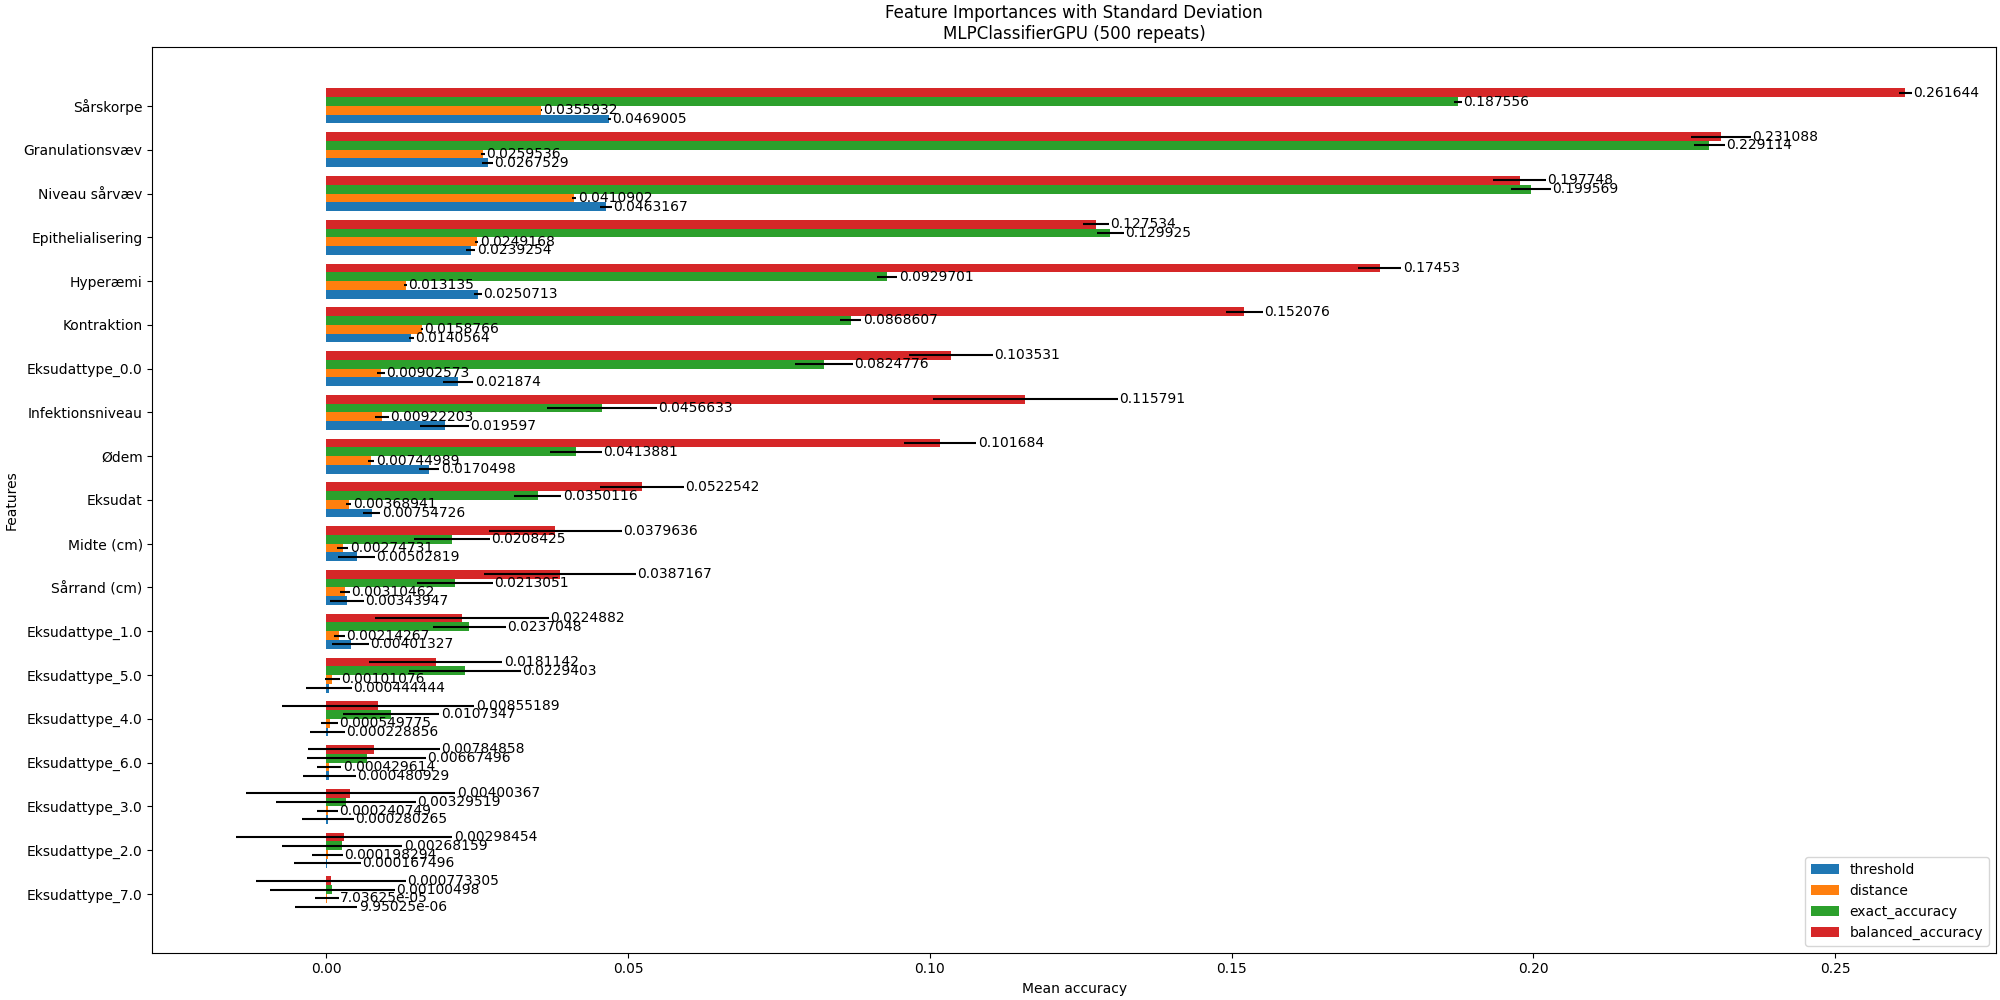 Feature Importances with Standard Deviation
MLPClassifierGPU (500 repeats)
Features
Sårskorpe
0.261644
0.187556
0.0355932
0.0469005
Granulationsvæv
0.231088
0.229114
0.0259536
0.0267529
Niveau sårvæv
0.197748
0.199569
0.0410902
0.0463167
Epithelialisering
0.127534
0.129925
0.0249168
0.0239254
Hyperæmi
0.17453
0.0929701
0.013135
0.0250713
Kontraktion
0.152076
0.0868607
0.0158766
0.0140564
Eksudattype_0.0
0.103531
0.0824776
0.00902573
0.021874
Infektionsniveau
0.115791
0.0456633
0.00922203
0.019597
Ødem
0.101684
0.0413881
0.00744989
0.0170498
Eksudat
0.0522542
0.0350116
0.00368941
0.00754726
Midte (cm)
0.0379636
0.0208425
0.00274731
0.00502819
Sårrand (cm)
0.0387167
0.0213051
0.00310462
0.00343947
Eksudattype_1.0
0.0224882
0.0237048
0.00214267
0.00401327
Eksudattype_5.0
0.0181142
0.0229403
0.00101076
0.000444444
Eksudattype_4.0
0.00855189
0.0107347
0.000549775
0.000228856
Eksudattype_6.0
0.00784858
0.00667496
0.000429614
0.000480929
Eksudattype_3.0
0.00400367
0.00329519
0.000240749
0.000280265
Eksudattype_2.0
0.00298454
0.00268159
0.000198294
0.000167496
Eksudattype_7.0
0.000773305
0.00100498
7.03625e-05
9.95025e-06
threshold
distance
exact_accuracy
balanced_accuracy
0.00 0.05 0.10 0.15 0.20 0.25
Mean accuracy